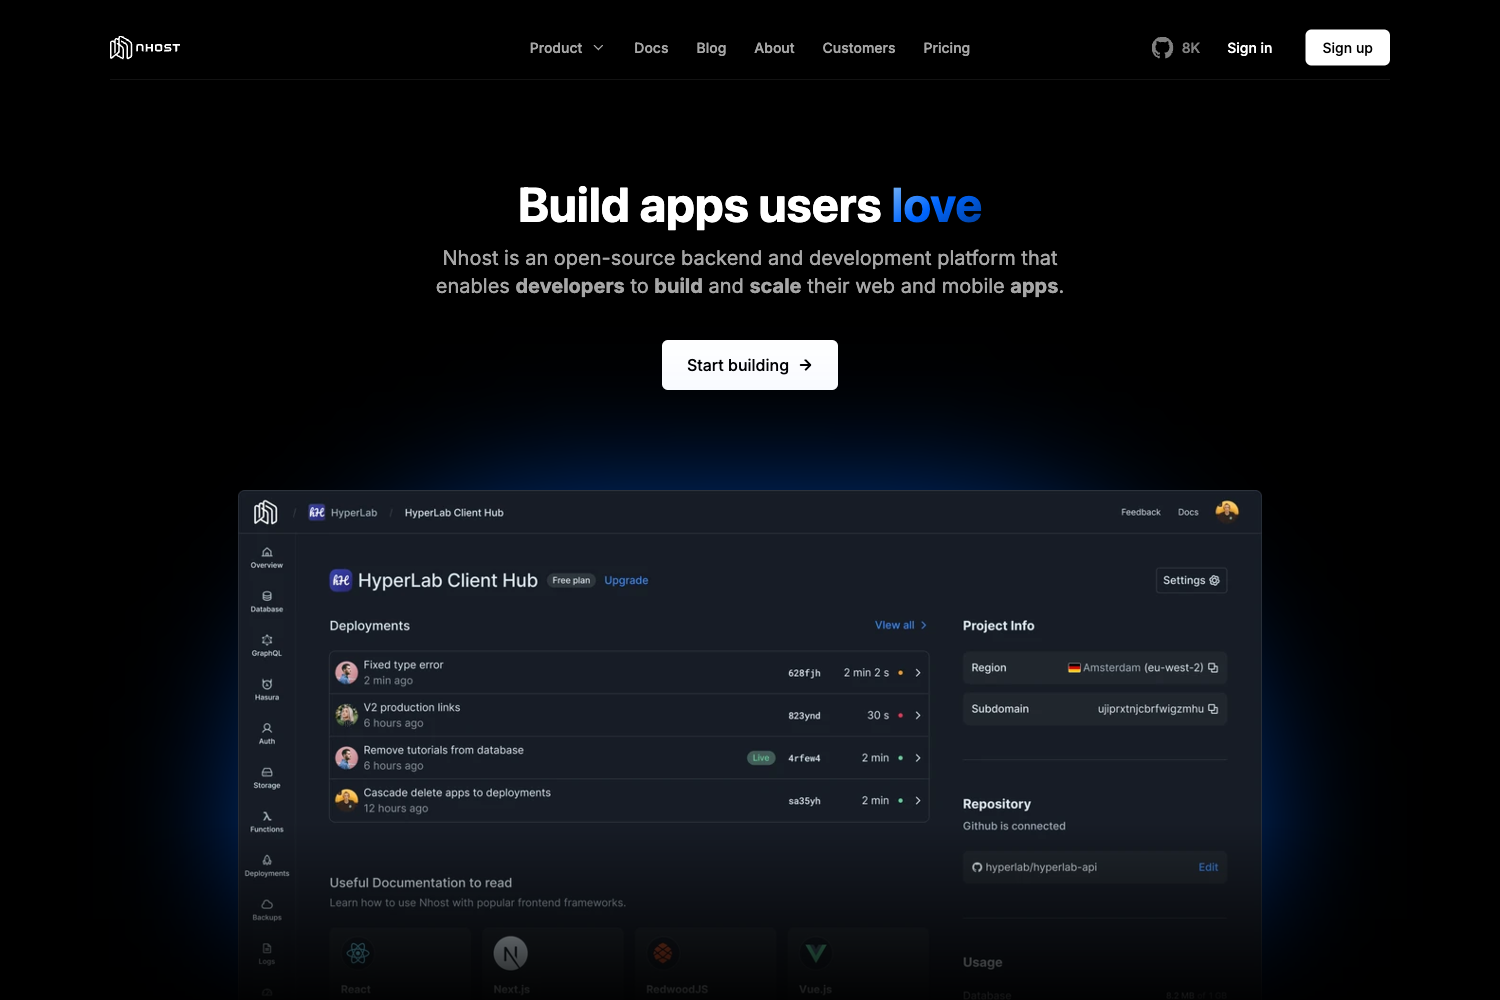 NHOST
Product
Docs
Blog
About
Customers
Pricing
8K
Sign in
Sign up
Build apps users love
Nhost is an open-source backend and development platform that
enables developers to build and scale their web and mobile apps.
Start building →
/ HyperLab / HyperLab Client Hub
Feedback
Docs
Overview
Database
GraphQL
Hasura
Auth
Storage
Functions
Deployments
Backups
Logs
HyperLab Client Hub
Free plan
Upgrade
Settings
Deployments
View all
Fixed type error
2 min ago
628fjh
2 min 2 s
V2 production links
6 hours ago
823ynd
30 s
Remove tutorials from database
6 hours ago
Live
4rfew4
2 min
Cascade delete apps to deployments
12 hours ago
sa35yh
2 min
Project Info
Region
Amsterdam (eu-west-2)
Subdomain
ujiprxtnjcbrfwigzmhu
Repository
Github is connected
hyperlab/hyperlab-api
Edit
Useful Documentation to read
Learn how to use Nhost with popular frontend frameworks.
React
Next.js
RedwoodJS
Vue.js
Usage
Database